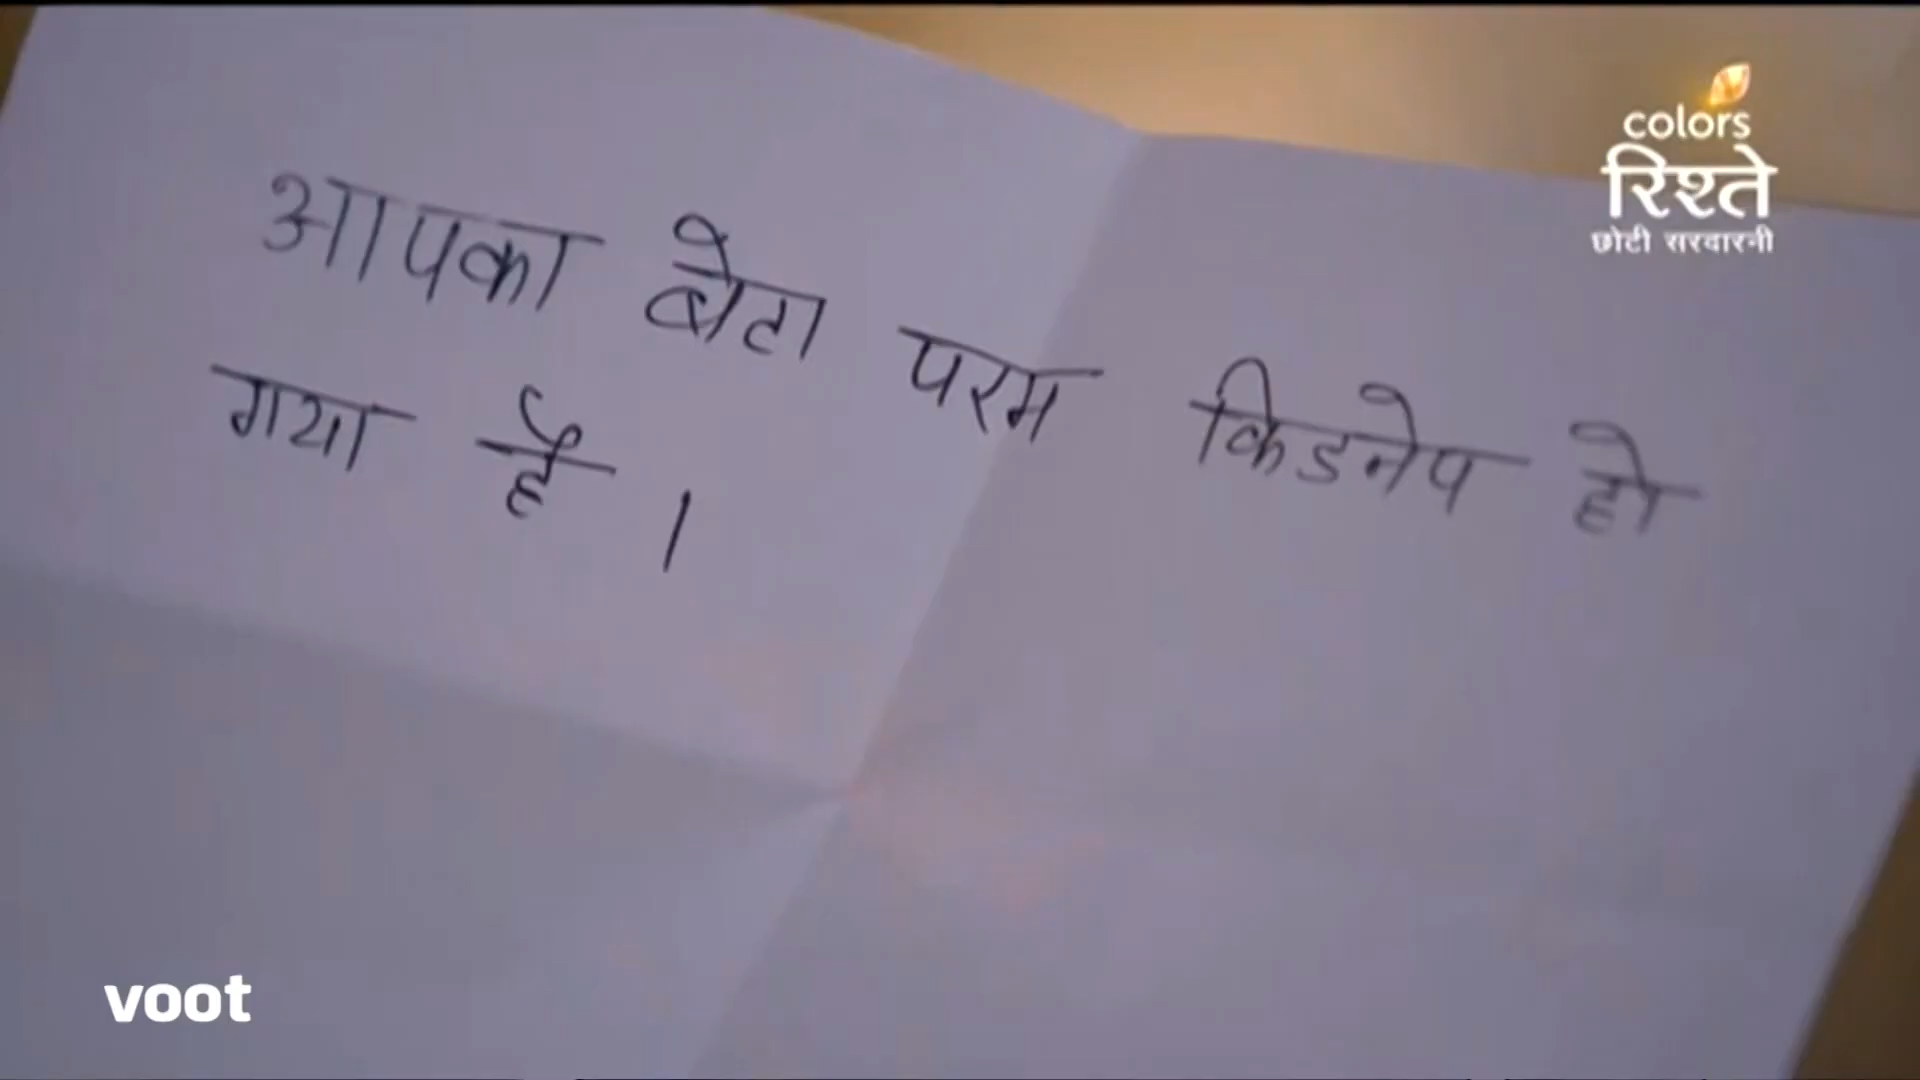 colors
रिश्ते
छोटी सरदारनी
आपका बेटा परम किडनेप हो
गया है ।
voot